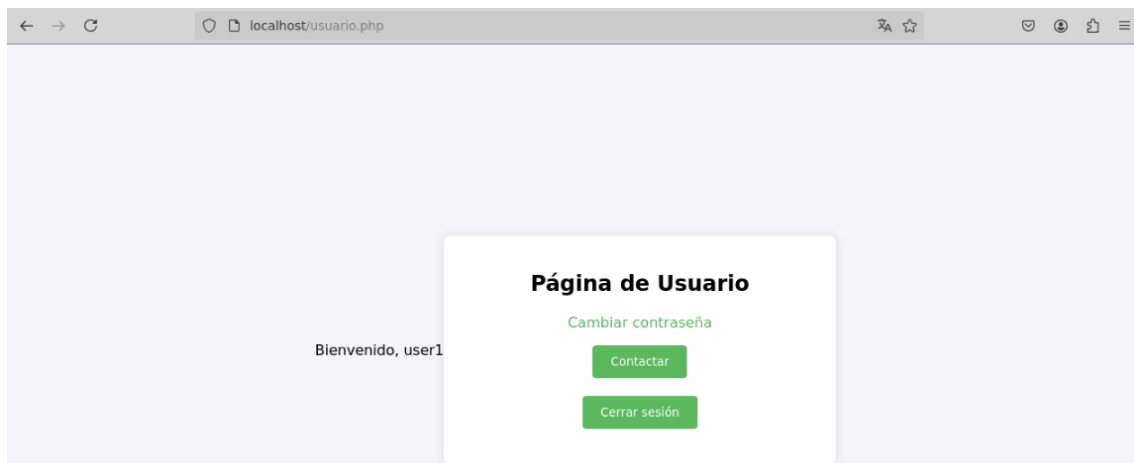 localhost/usuario.php
Página de Usuario
Cambiar contraseña
Bienvenido, user1
Contactar
Cerrar sesión